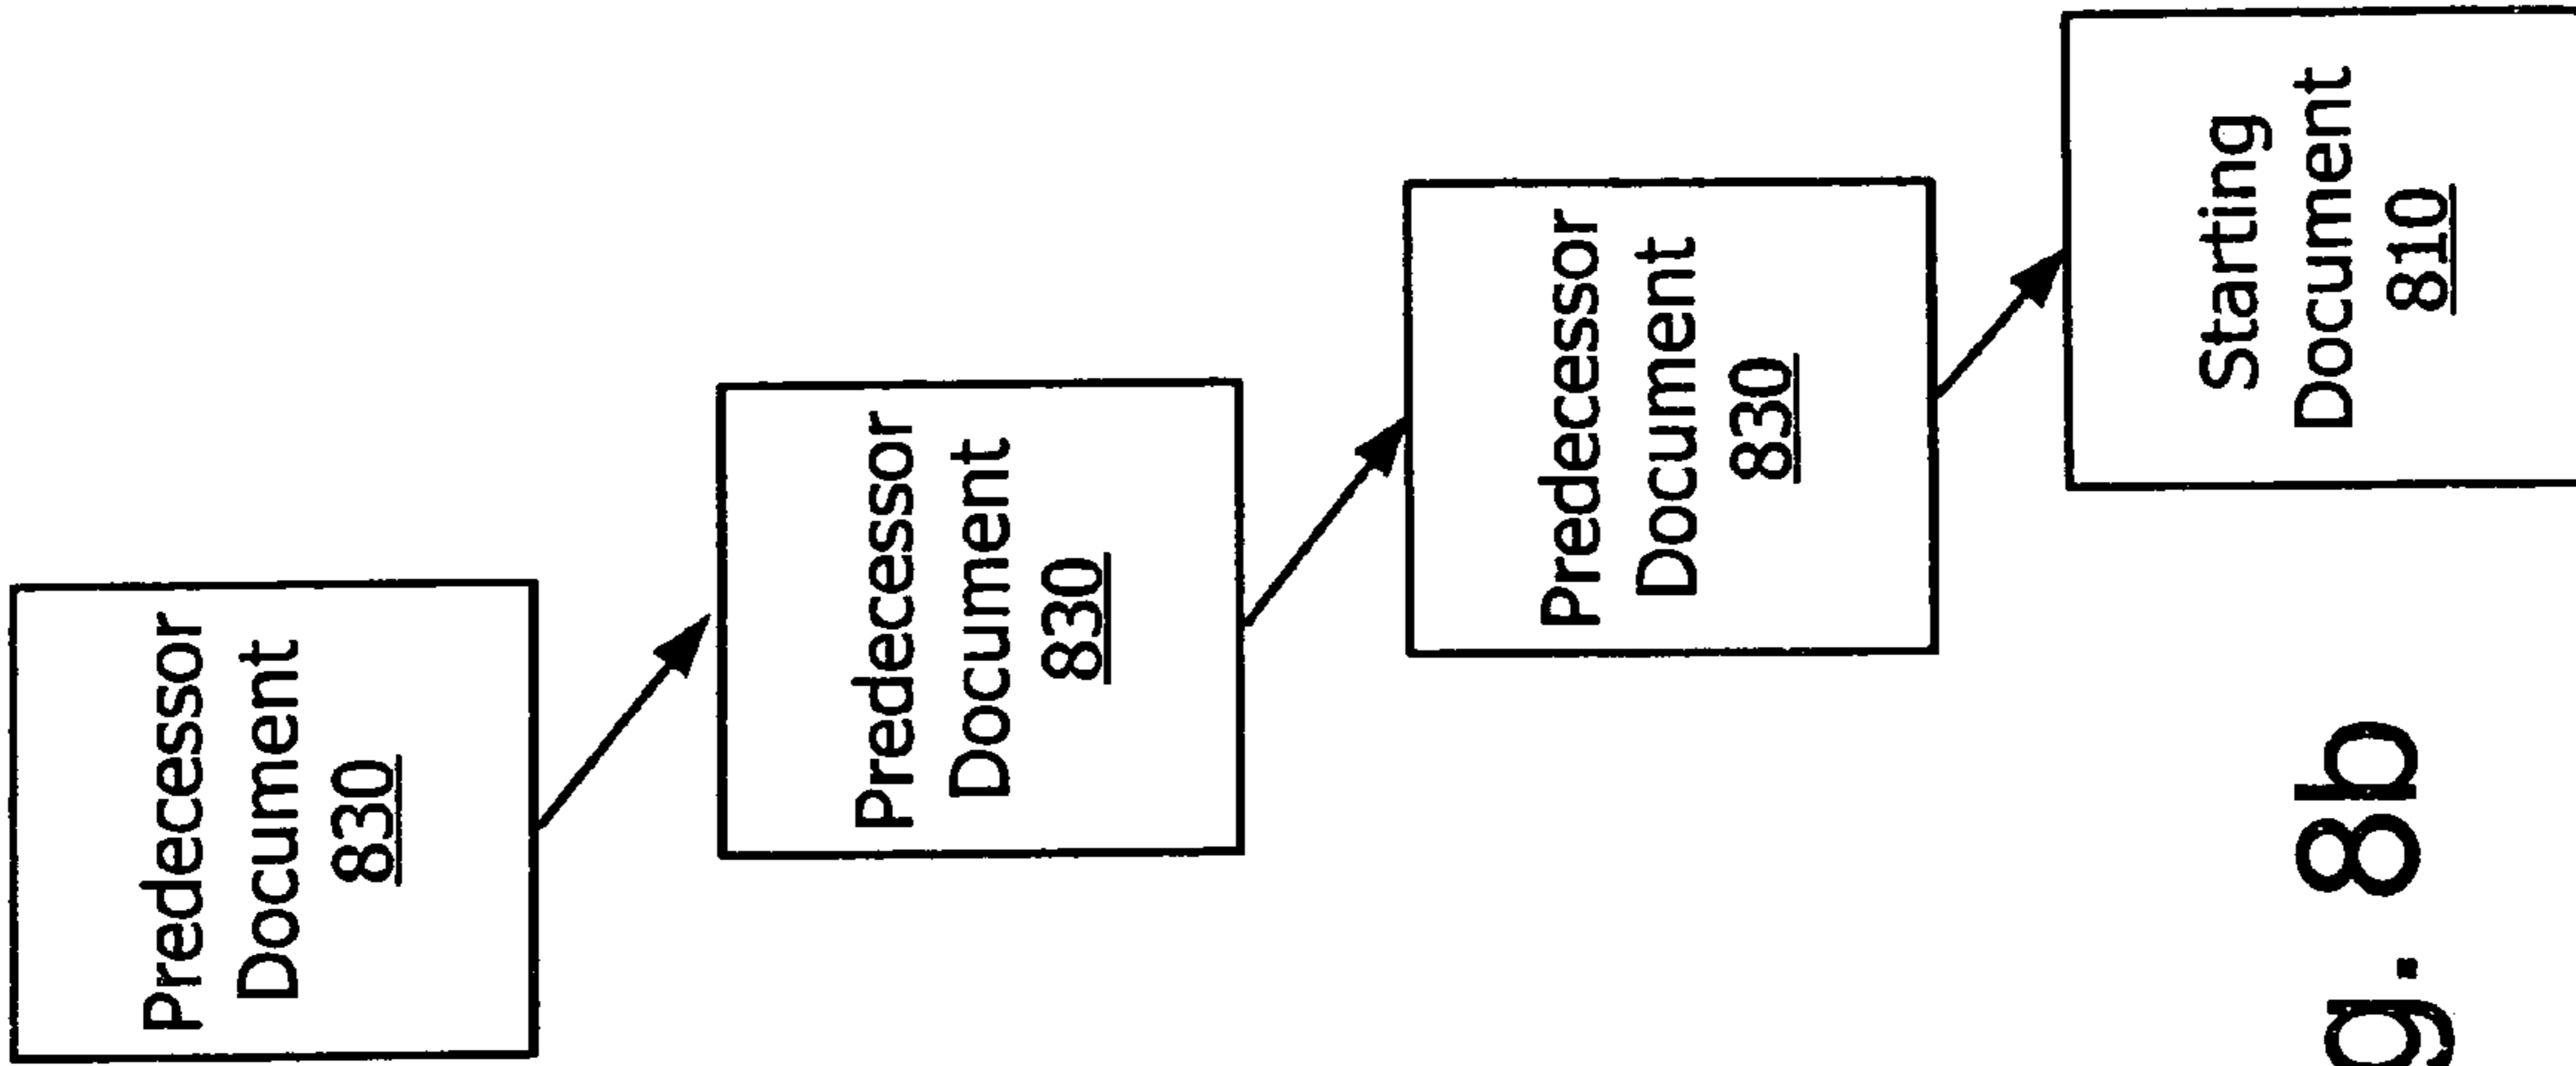 Predecessor
Document
830
Predecessor
Document
830
Predecessor
Document
830
Starting
Document
810
g. 8b